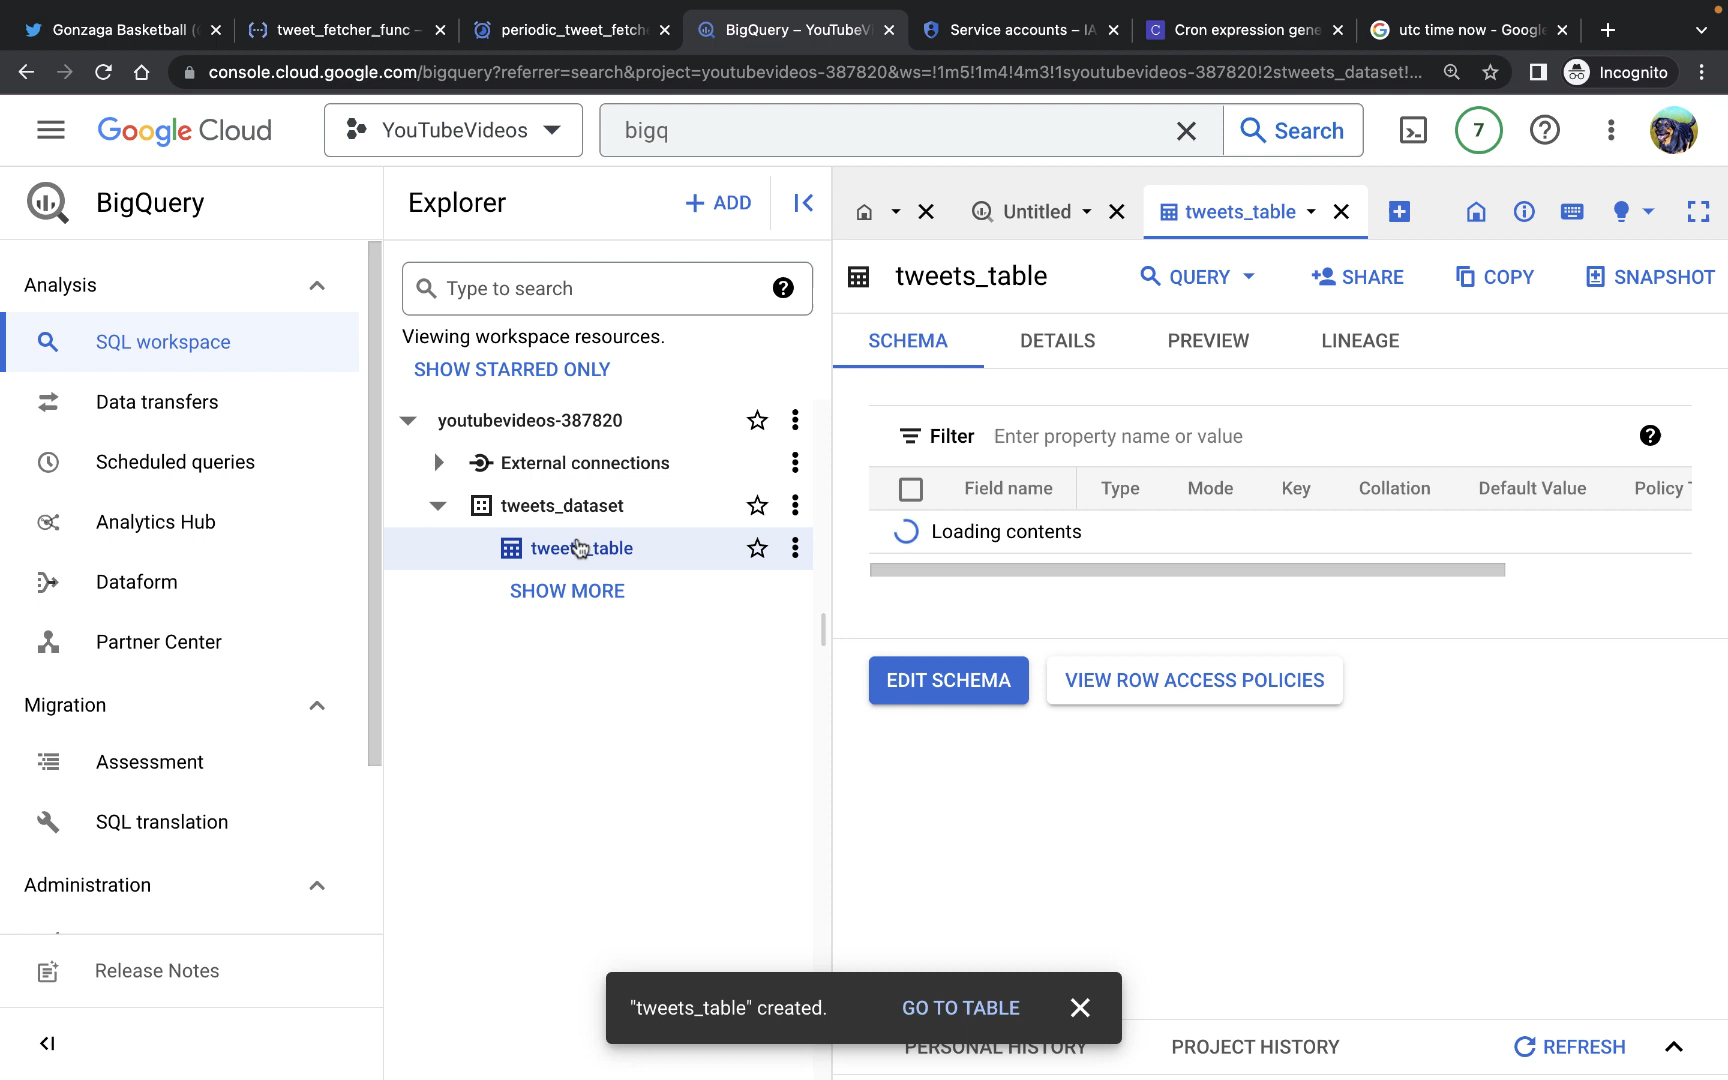 Gonzaga Basketball
tweet_fetcher_func
periodic_tweet_fetche
BigQuery – YouTubeVi
Service accounts – IA
Cron expression gene
utc time now - Google
console.cloud.google.com/bigquery?referrer=search&project=youtubevideos-387820&ws=!1m5!1m4!4m3!1syoutubevideos-387820!2stweets_dataset!...
Incognito
Google Cloud
YouTubeVideos
bigq
Search
7
BigQuery
Explorer
+ ADD
Untitled
tweets_table
Analysis
SQL workspace
Data transfers
Scheduled queries
Analytics Hub
Dataform
Partner Center
Migration
Assessment
SQL translation
Administration
Release Notes
Type to search
Viewing workspace resources.
SHOW STARRED ONLY
youtubevideos-387820
External connections
tweets_dataset
tweets_table
SHOW MORE
tweets_table
QUERY
SHARE
COPY
SNAPSHOT
SCHEMA
DETAILS
PREVIEW
LINEAGE
Filter Enter property name or value
Field name Type Mode Key Collation Default Value Policy
Loading contents
EDIT SCHEMA
VIEW ROW ACCESS POLICIES
"tweets_table" created.
GO TO TABLE
PERSONAL HISTORY
PROJECT HISTORY
REFRESH